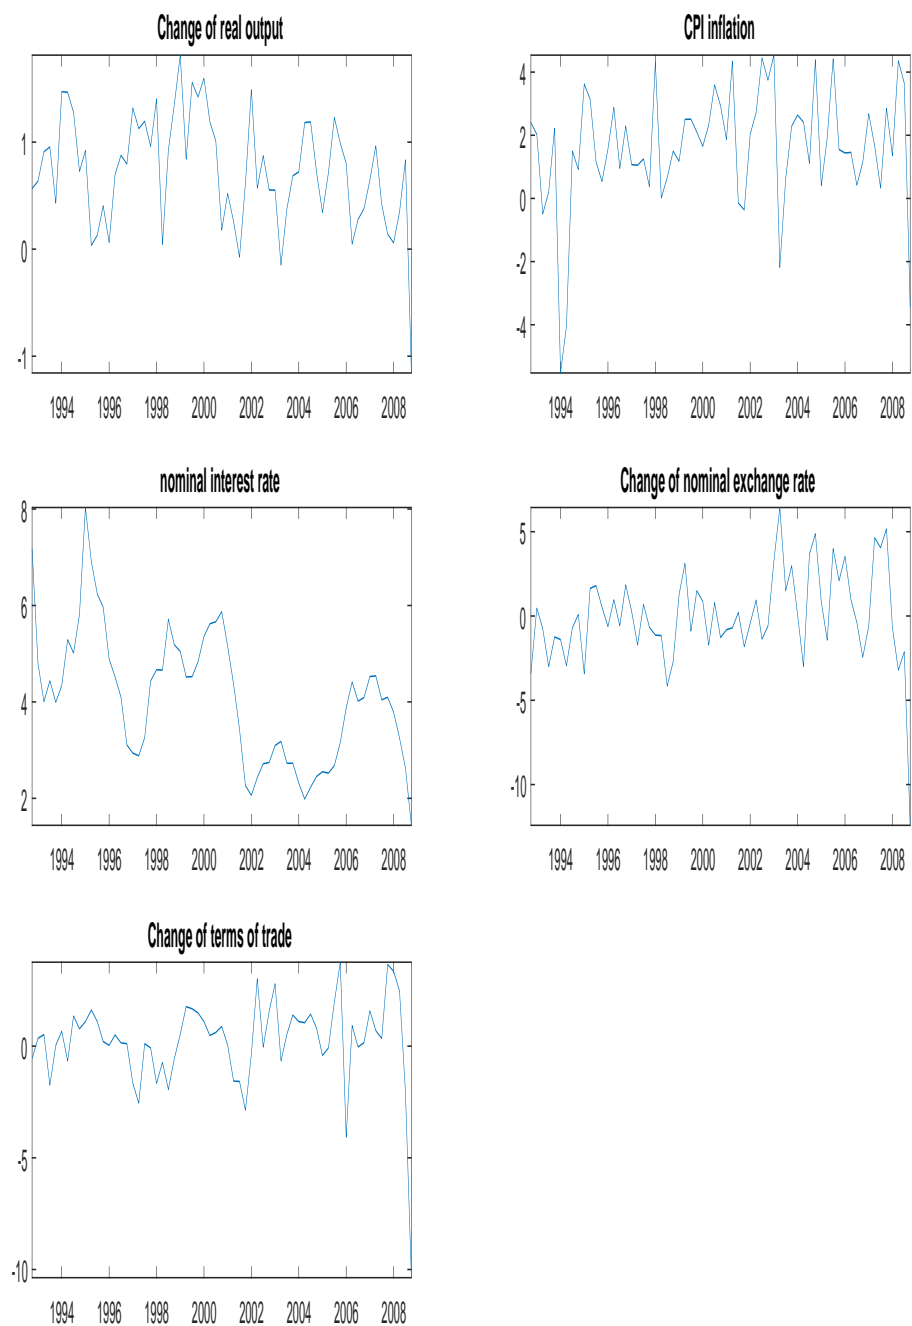 Change of real output
1
0
-1
1994 1996 1998 2000 2002 2004 2006 2008
CPI inflation
4
2
0
-2
-4
1994 1996 1998 2000 2002 2004 2006 2008
nominal interest rate
8
6
4
2
1994 1996 1998 2000 2002 2004 2006 2008
Change of nominal exchange rate
5
0
-5
-10
1994 1996 1998 2000 2002 2004 2006 2008
Change of terms of trade
0
-5
-10
1994 1996 1998 2000 2002 2004 2006 2008